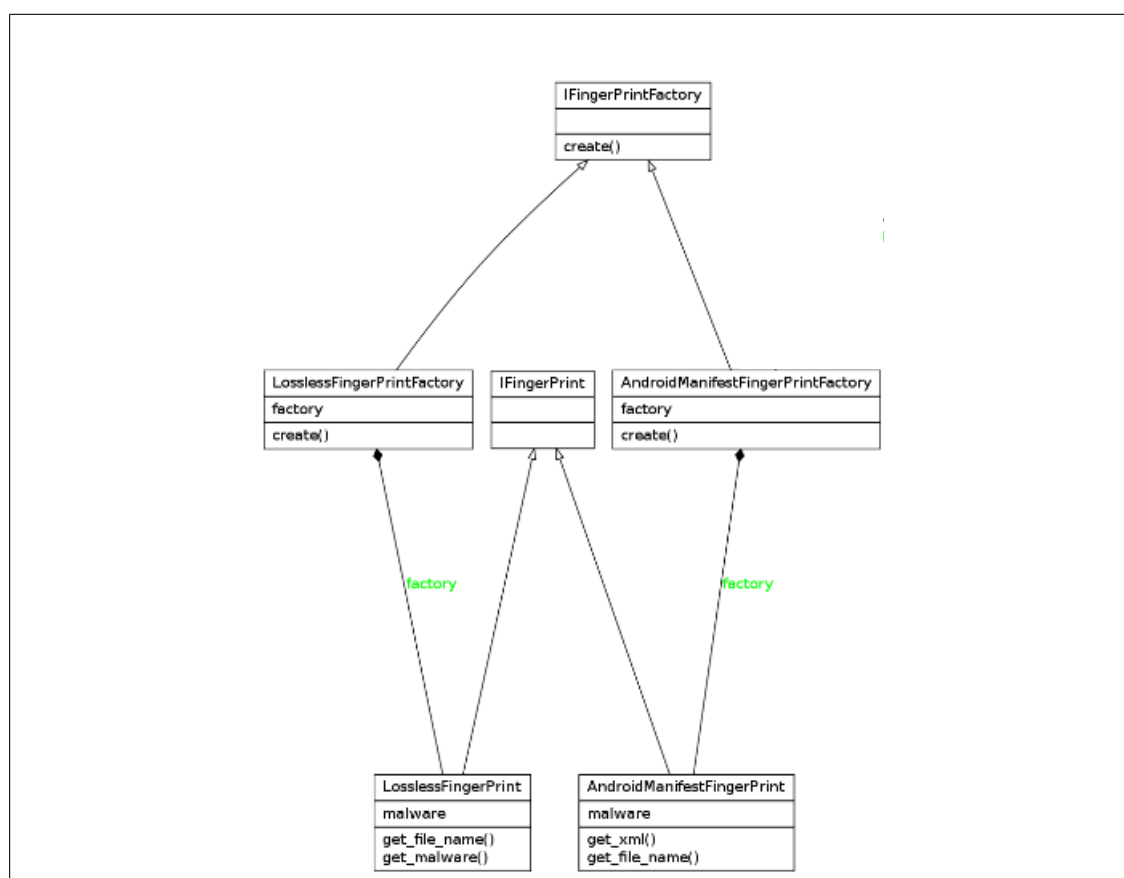 IFingerPrintFactory
create()
LosslessFingerPrintFactory
factory
create()
IFingerPrint
AndroidManifestFingerPrintFactory
factory
create()
factory
factory
LosslessFingerPrint
malware
get_file_name()
get_malware()
AndroidManifestFingerPrint
malware
get_xml()
get_file_name()